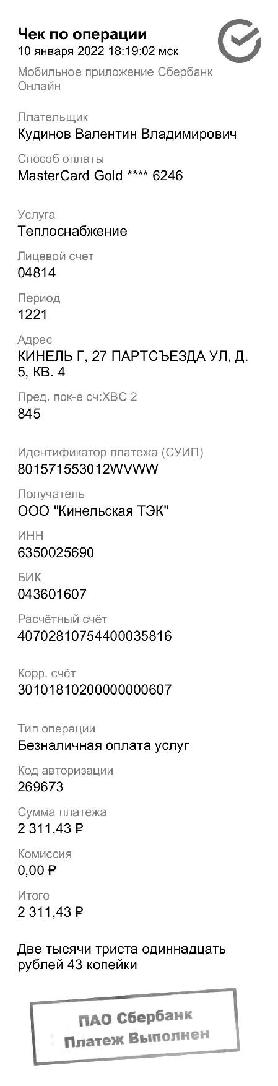 Чек по операции
10 января 2022 18:19:02 мск
Мобильное приложение Сбербанк
Онлайн
Плательщик
Кудинов Валентин Владимирович
Способ оплаты
MasterCard Gold **** 6246
Услуга
Теплоснабжение
Лицевой счет
04814
Период
1221
Адрес
КИНЕЛЬ Г, 27 ПАРТСЪЕЗДА УЛ, Д.
5, КВ. 4
Пред. пок-е сч:ХВС 2
845
Идентификатор платежа (СУИП)
801571553012WVWW
Получатель
ООО "Кинельская ТЭК"
ИНН
6350025690
БИК
043601607
Расчётный счёт
40702810754400035816
Корр. счёт
30101810200000000607
Тип операции
Безналичная оплата услуг
Код авторизации
269673
Сумма платежа
2 311,43 ₽
Комиссия
0,00 ₽
Итого
2 311,43 ₽
Две тысячи триста одиннадцать
рублей 43 копейки
ПАО Сбербанк
Платеж Выполнен